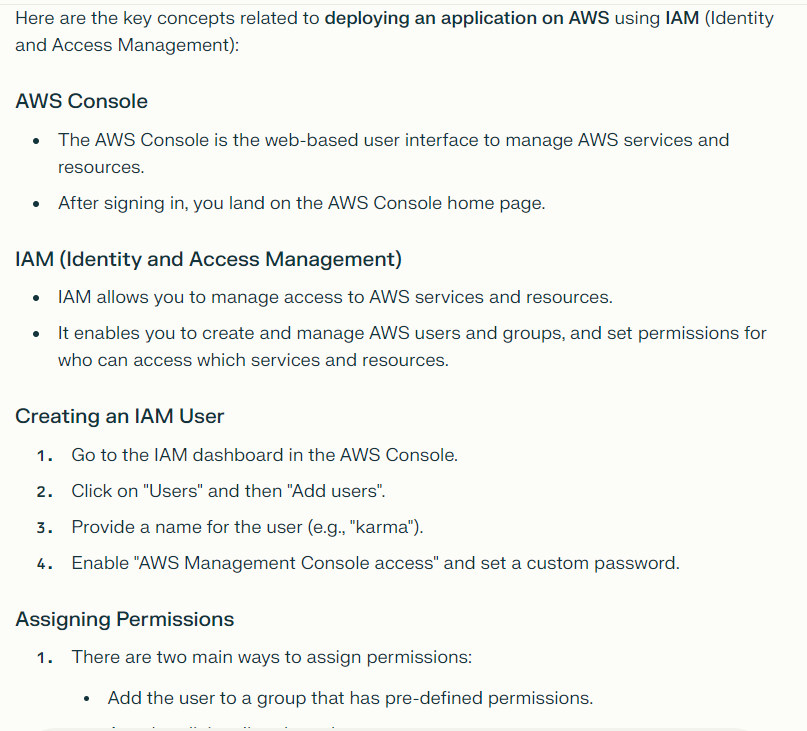 Here are the key concepts related to deploying an application on AWS using IAM (Identity
and Access Management):
AWS Console
• The AWS Console is the web-based user interface to manage AWS services and
resources.
• After signing in, you land on the AWS Console home page.
IAM (Identity and Access Management)
• IAM allows you to manage access to AWS services and resources.
• It enables you to create and manage AWS users and groups, and set permissions for
who can access which services and resources.
Creating an IAM User
1. Go to the IAM dashboard in the AWS Console.
2. Click on "Users" and then "Add users".
3. Provide a name for the user (e.g., "karma").
4. Enable "AWS Management Console access" and set a custom password.
Assigning Permissions
1. There are two main ways to assign permissions:
• Add the user to a group that has pre-defined permissions.